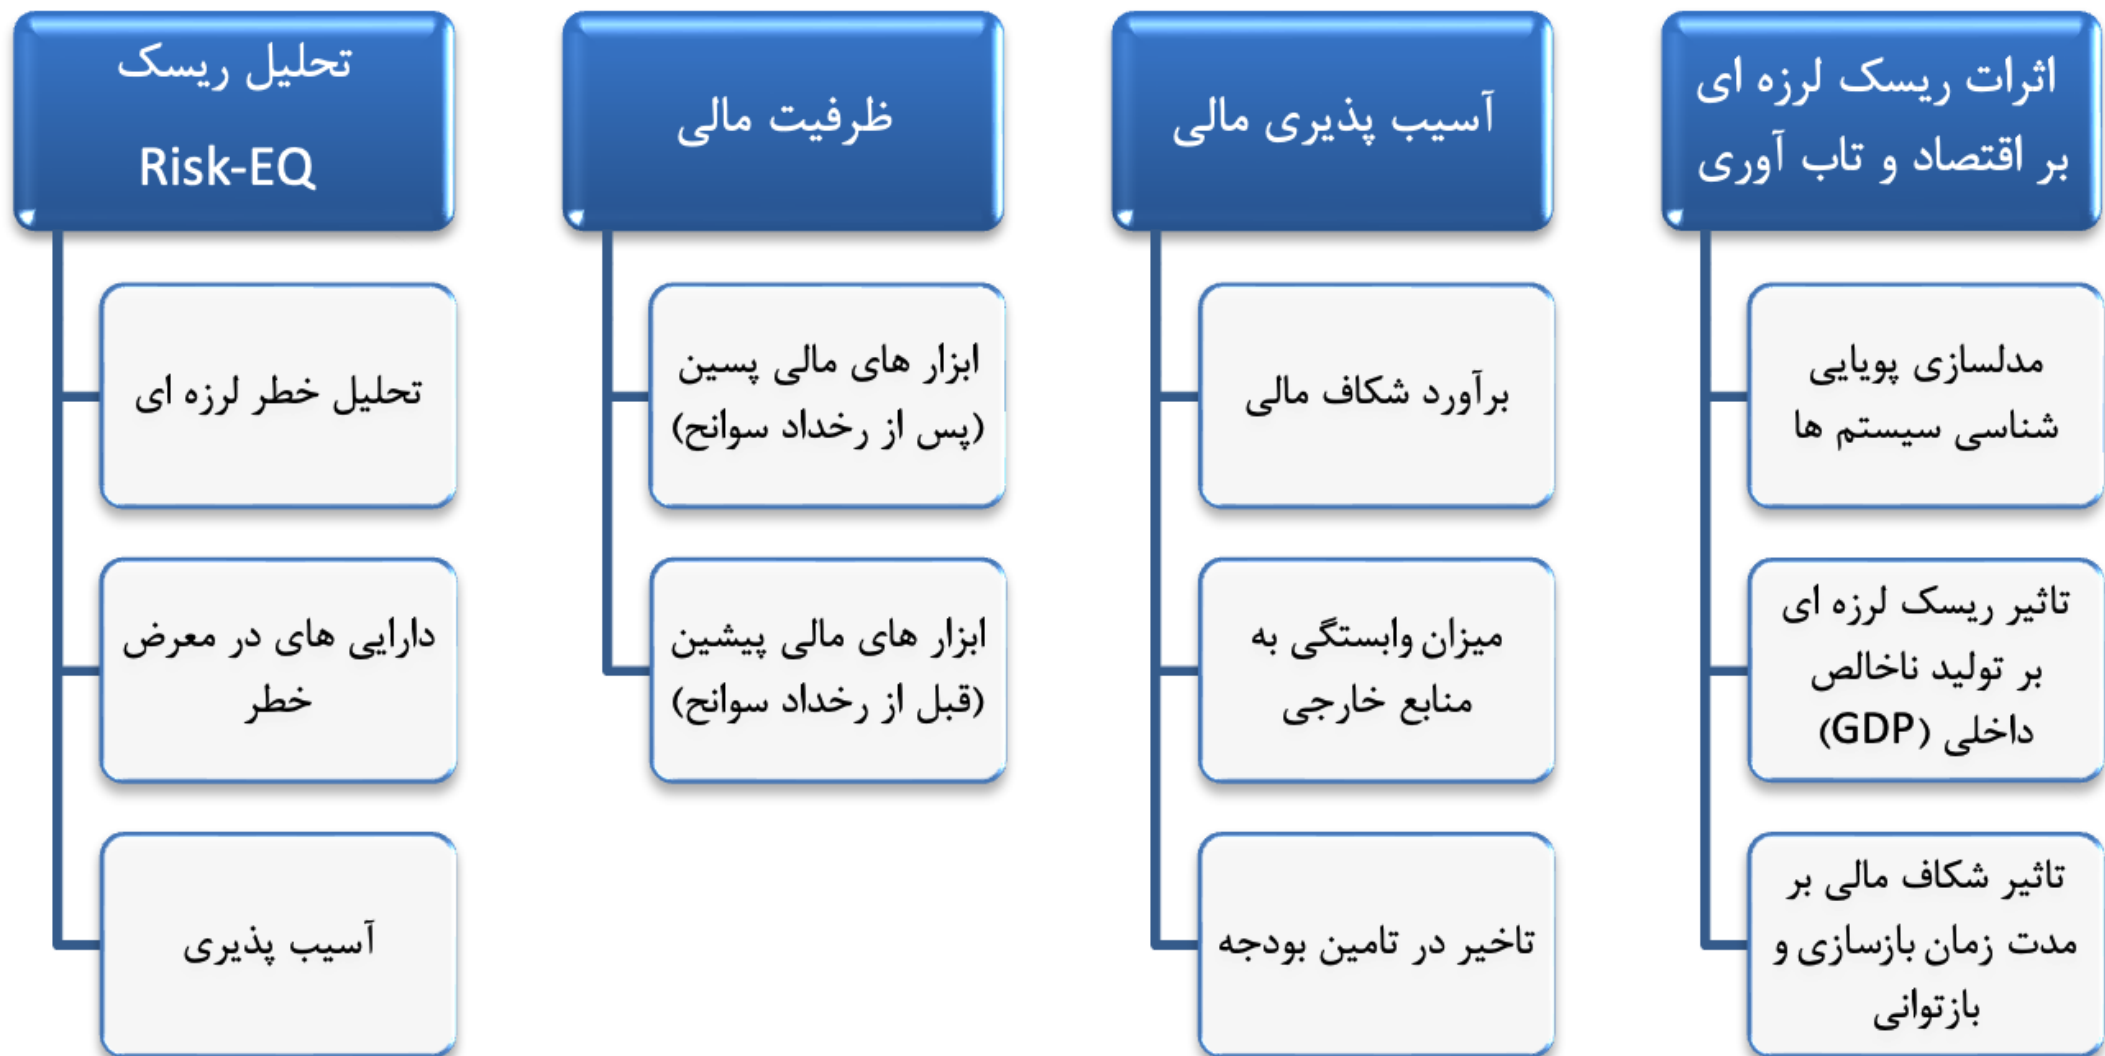 تحلیل ریسک
Risk-EQ
تحلیل خطر لرزه ای
دارایی های در معرض
خطر
آسیب پذیری
ظرفیت مالی
ابزار های مالی پسین
(پس از رخداد سوانح)
ابزار های مالی پیشین
(قبل از رخداد سوانح)
آسیب پذیری مالی
برآورد شکاف مالی
میزان وابستگی به
منابع خارجی
تاخیر در تامین بودجه
اثرات ریسک لرزه ای
بر اقتصاد و تاب آوری
مدلسازی پویایی
شناسی سیستم ها
تاثیر ریسک لرزه ای
بر تولید ناخالص
داخلی (GDP)
تاثیر شکاف مالی بر
مدت زمان بازسازی و
بازتوانی